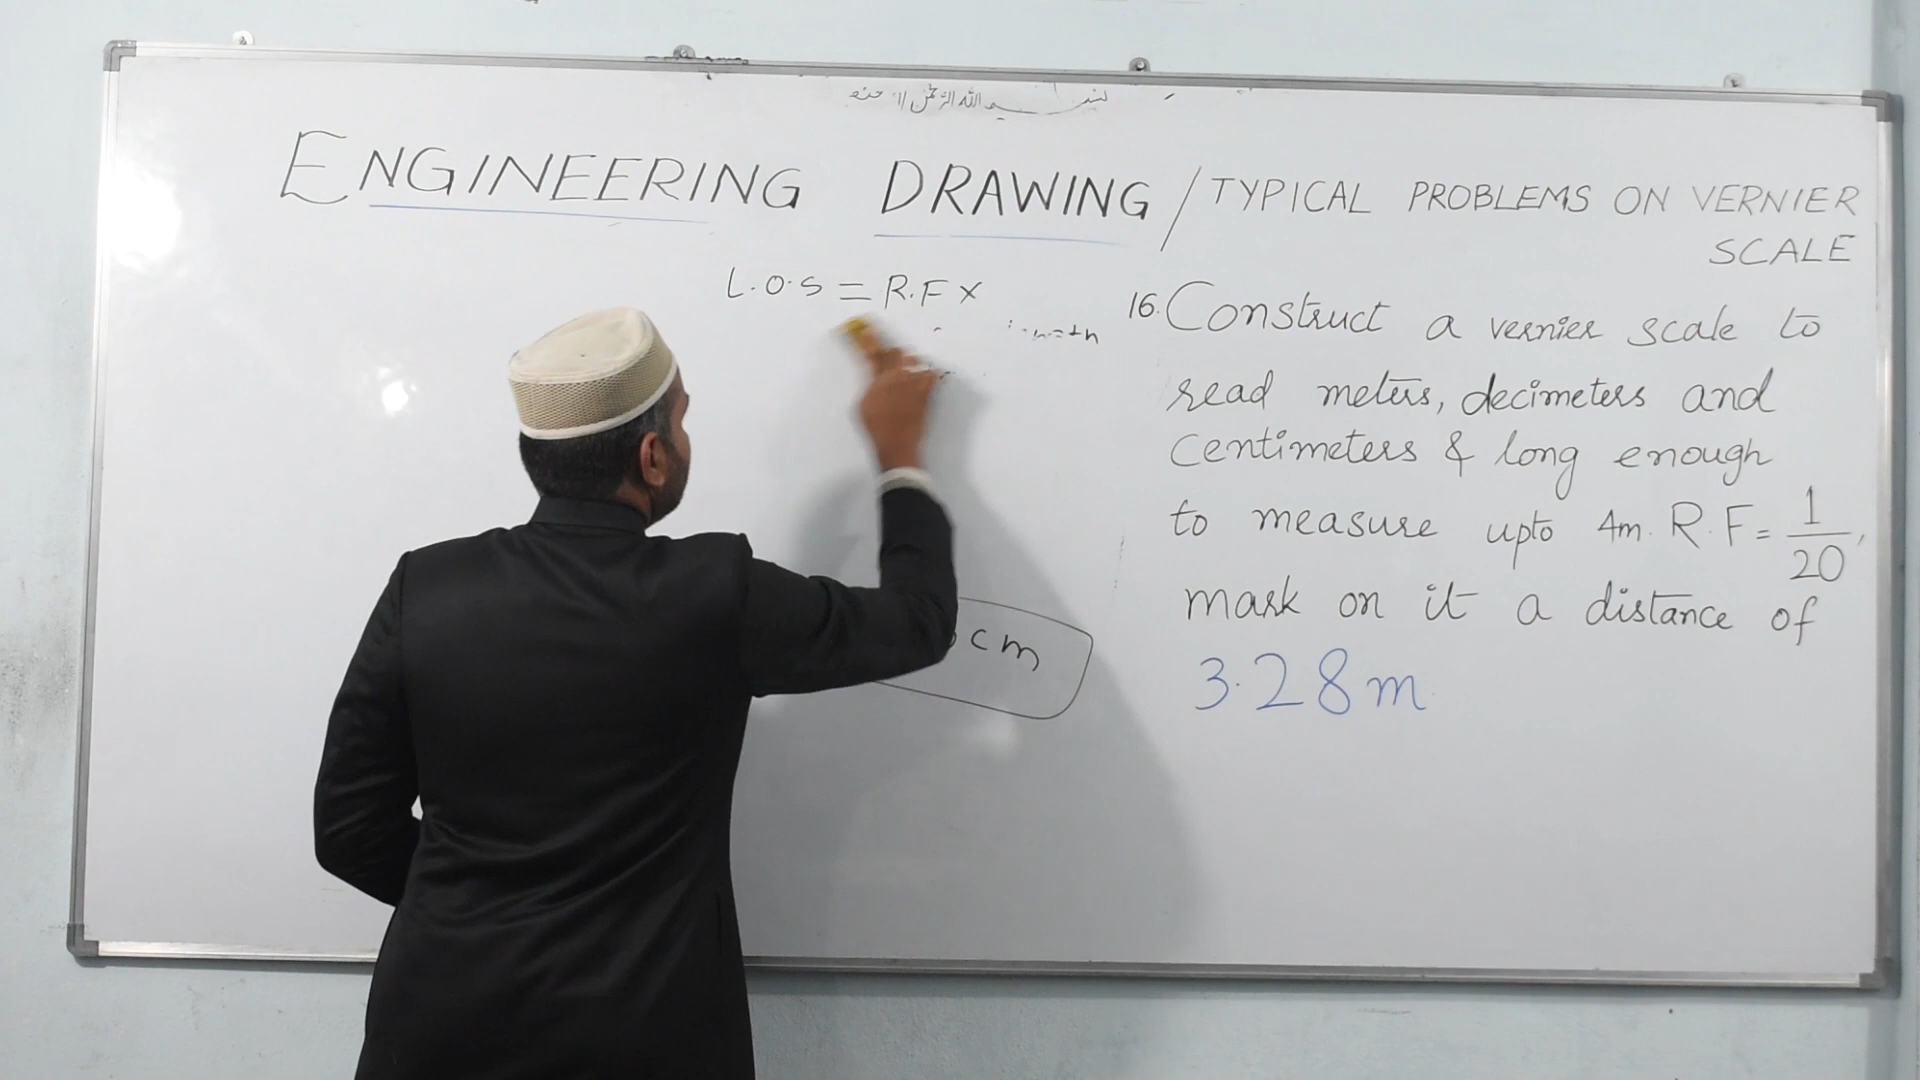 ENGINEERING DRAWING / TYPICAL PROBLEMS ON VERNIER
SCALE
L.O.S = R.F ×
cm
16. Construct a vernier scale to
read meters, decimeters and
centimeters & long enough
to measure upto 4m. R.F = 1/20,
mark on it a distance of
3.28m